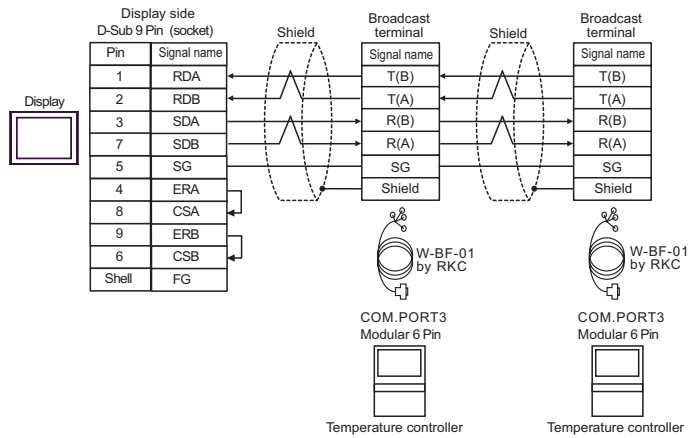 Display side
D-Sub 9 Pin (socket)
Shield
Broadcast
terminal
Shield
Broadcast
terminal
Pin Signal name
Signal name
Signal name
1 RDA
T(B)
T(B)
Display
2 RDB
T(A)
T(A)
3 SDA
R(B)
R(B)
7 SDB
R(A)
R(A)
5 SG
SG
SG
4 ERA
Shield
Shield
8 CSA
9 ERB
6 CSB
Shell FG
W-BF-01
by RKC
W-BF-01
by RKC
COM.PORT3
Modular 6 Pin
COM.PORT3
Modular 6 Pin
Temperature controller
Temperature controller